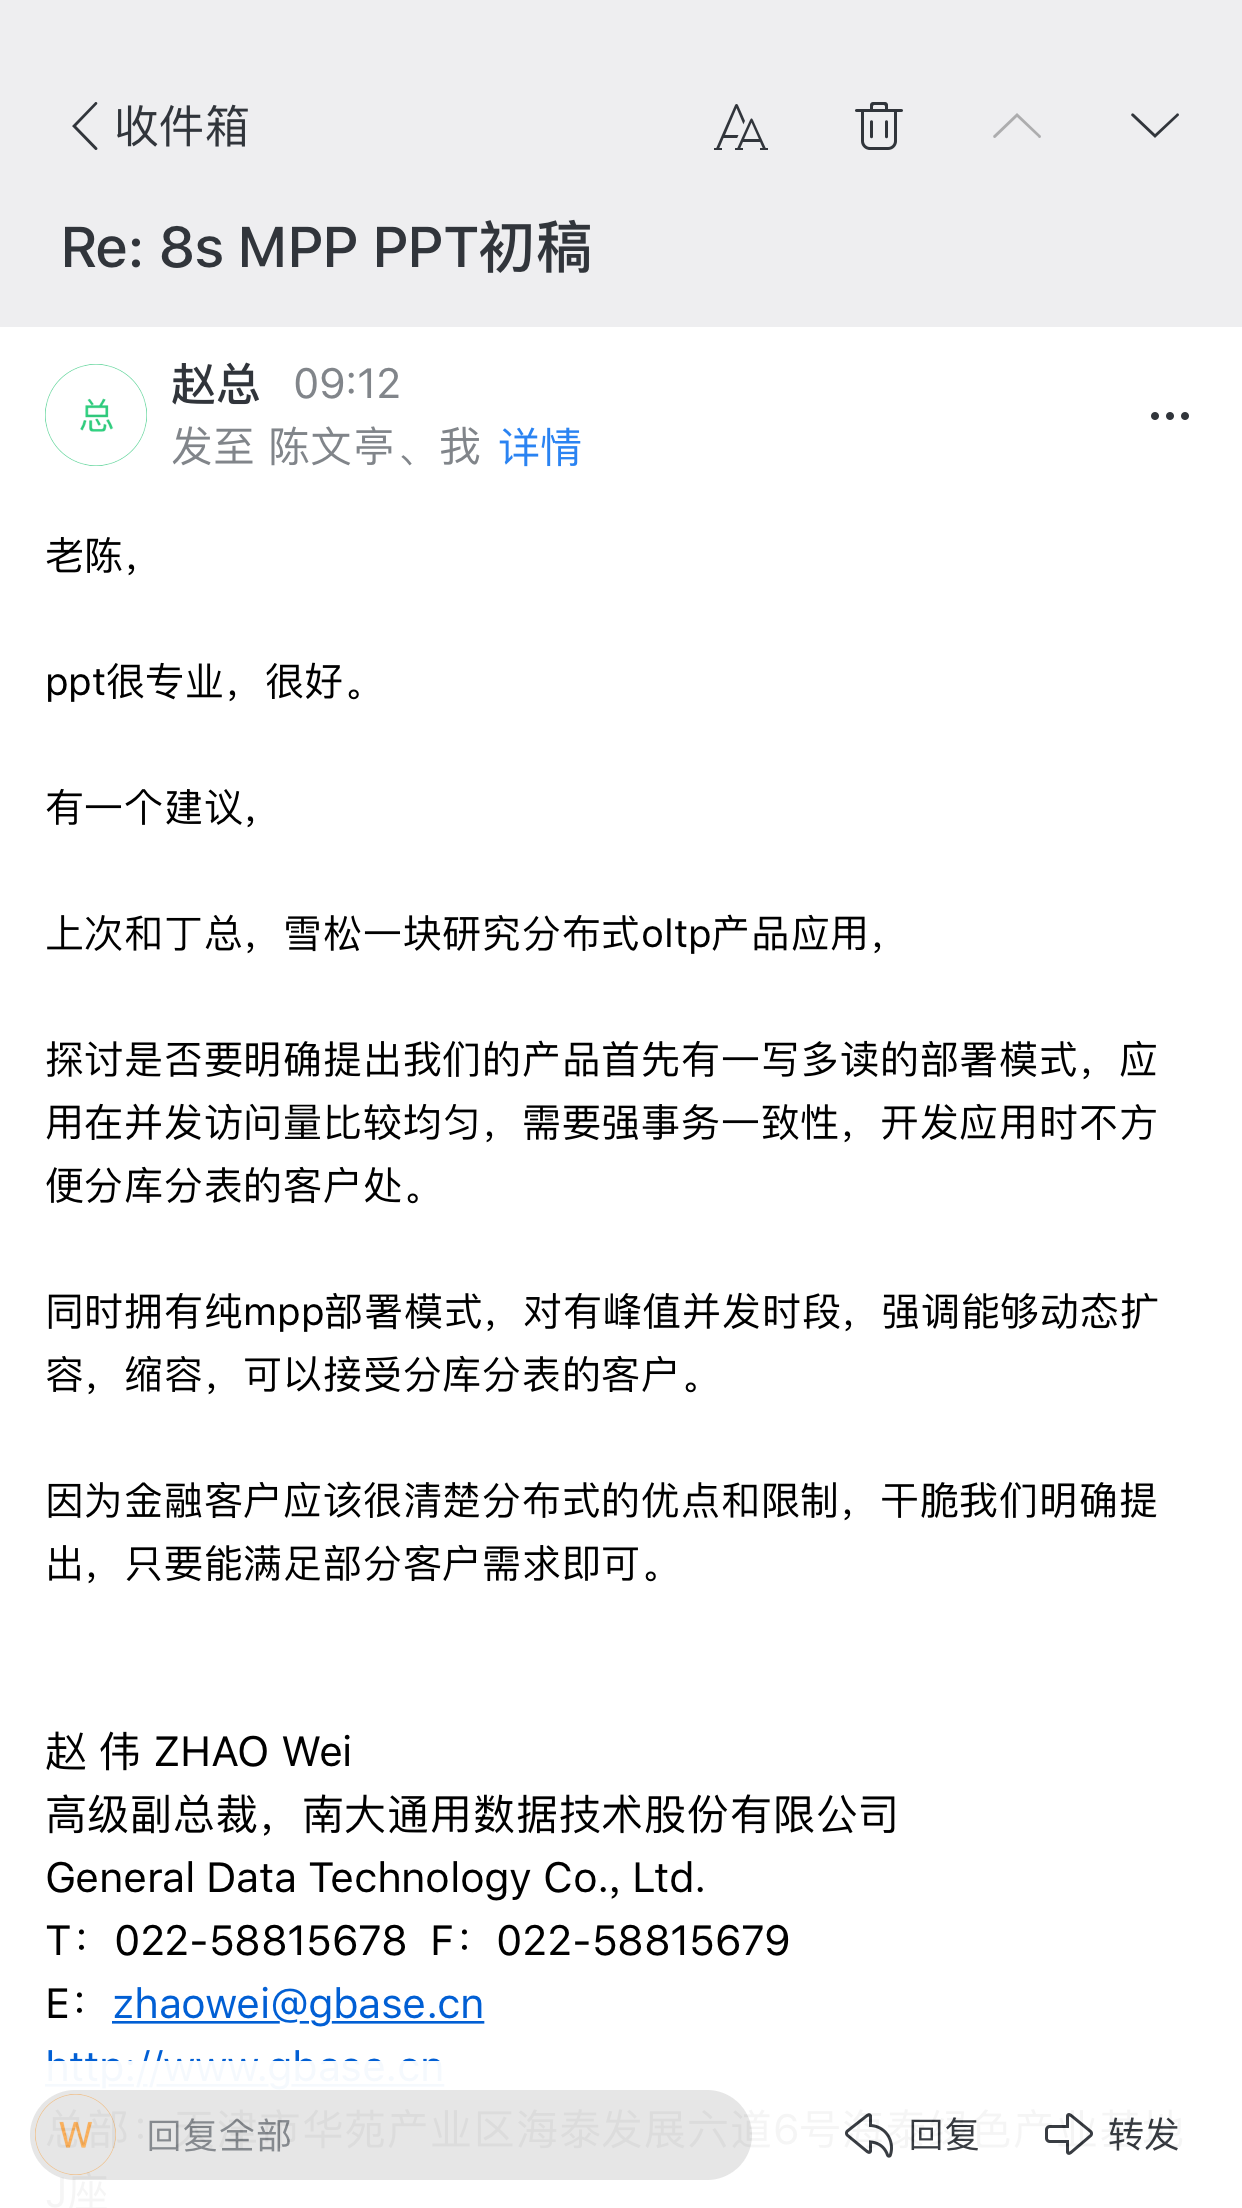 收件箱
Re: 8s MPP PPT初稿
总
赵总 09:12
发至 陈文亭、我 详情
老陈，
ppt很专业，很好。
有一个建议，
上次和丁总，雪松一块研究分布式oltp产品应用，
探讨是否要明确提出我们的产品首先有一写多读的部署模式，应
用在并发访问量比较均匀，需要强事务一致性，开发应用时不方
便分库分表的客户处。
同时拥有纯mpp部署模式，对有峰值并发时段，强调能够动态扩
容，缩容，可以接受分库分表的客户。
因为金融客户应该很清楚分布式的优点和限制，干脆我们明确提
出，只要能满足部分客户需求即可。
赵 伟 ZHAO Wei
高级副总裁，南大通用数据技术股份有限公司
General Data Technology Co., Ltd.
T：022-58815678 F：022-58815679
E：zhaowei@gbase.cn
http://www.gbase.cn
总部：天津市华苑产业区海泰发展六道6号海泰绿色产业基地
J座
W 回复全部 回复 转发